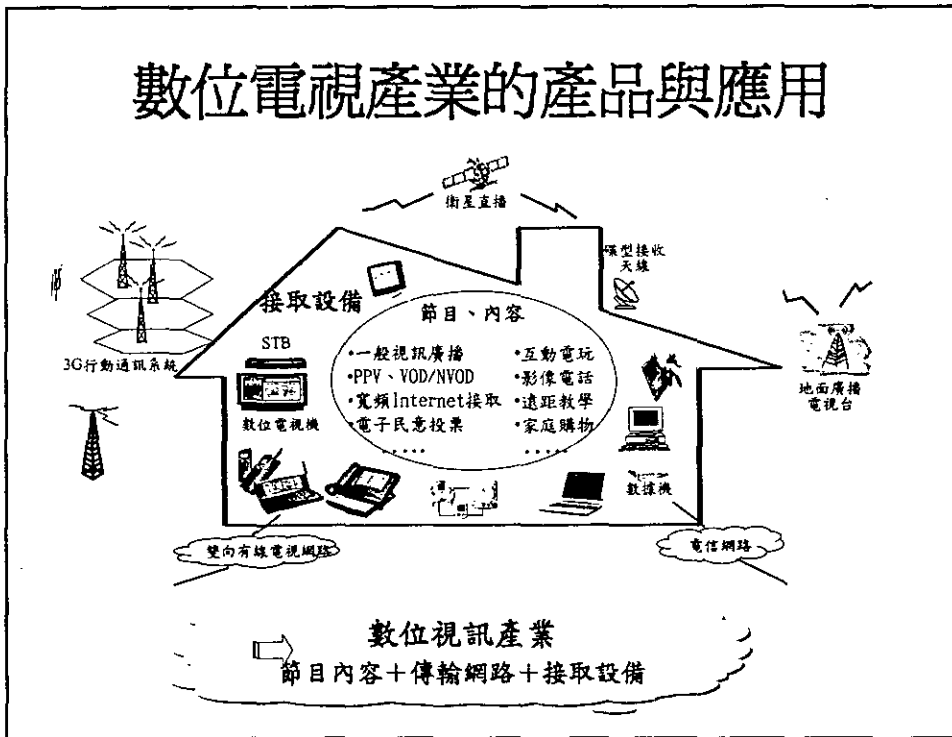 數位電視產業的產品與應用
衛星直播
碟型接收
天線
3G行動通訊系統
接取設備
STB
數位電視機
節目、內容
•一般視訊廣播
•PPV、VOD/NVOD
•寬頻Internet接取
•電子民意投票
.....
•互動電玩
•影像電話
•遠距教學
•家庭購物
.....
地面廣播
電視台
數據機
雙向有線電視網路
電信網路
數位視訊產業
節目內容＋傳輸網路＋接取設備